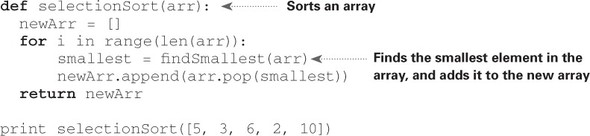 def selectionSort(arr): Sorts an array
newArr = []
for i in range(len(arr)):
smallest = findSmallest(arr) Finds the smallest element in the
newArr.append(arr.pop(smallest)) array, and adds it to the new array
return newArr
print selectionSort([5, 3, 6, 2, 10])